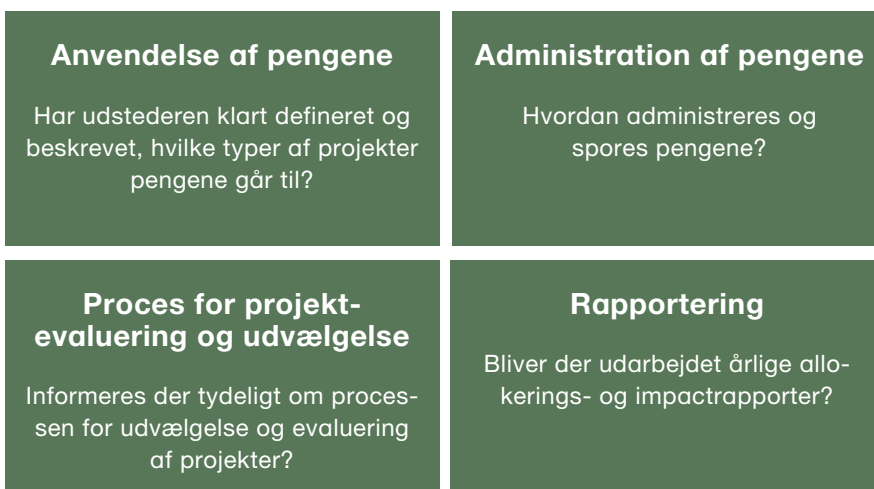 Anvendelse af pengene
Har udstederen klart defineret og
beskrevet, hvilke typer af projekter
pengene går til?
Administration af pengene
Hvordan administreres og
spores pengene?
Proces for projekt-
evaluering og udvælgelse
Informeres der tydeligt om proces-
sen for udvælgelse og evaluering
af projekter?
Rapportering
Bliver der udarbejdet årlige allo-
kerings- og impactrapporter?